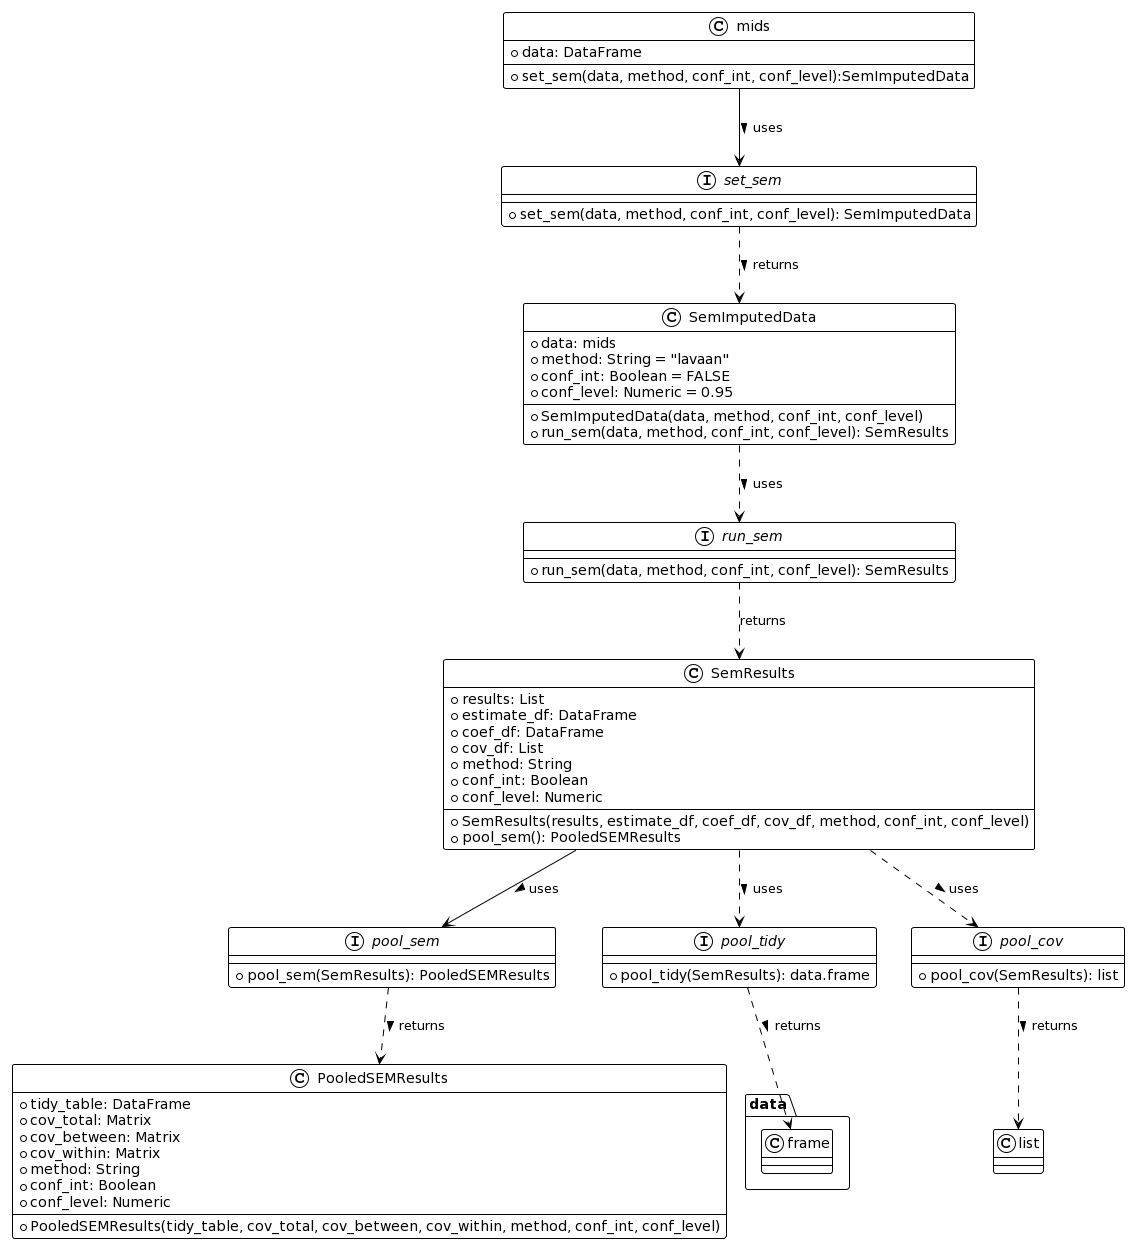 C mids
data: DataFrame
set_sem(data, method, conf_int, conf_level):SemImputedData
uses
I set_sem
set_sem(data, method, conf_int, conf_level): SemImputedData
returns
C SemImputedData
data: mids
method: String = "lavaan"
conf_int: Boolean = FALSE
conf_level: Numeric = 0.95
SemImputedData(data, method, conf_int, conf_level)
run_sem(data, method, conf_int, conf_level): SemResults
uses
I run_sem
run_sem(data, method, conf_int, conf_level): SemResults
returns
C SemResults
results: List
estimate_df: DataFrame
coef_df: DataFrame
cov_df: List
method: String
conf_int: Boolean
conf_level: Numeric
SemResults(results, estimate_df, coef_df, cov_df, method, conf_int, conf_level)
pool_sem(): PooledSEMResults
uses
uses
uses
I pool_sem
pool_sem(SemResults): PooledSEMResults
I pool_tidy
pool_tidy(SemResults): data.frame
I pool_cov
pool_cov(SemResults): list
returns
returns
returns
C PooledSEMResults
tidy_table: DataFrame
cov_total: Matrix
cov_between: Matrix
cov_within: Matrix
method: String
conf_int: Boolean
conf_level: Numeric
PooledSEMResults(tidy_table, cov_total, cov_between, cov_within, method, conf_int, conf_level)
data
C frame
C list